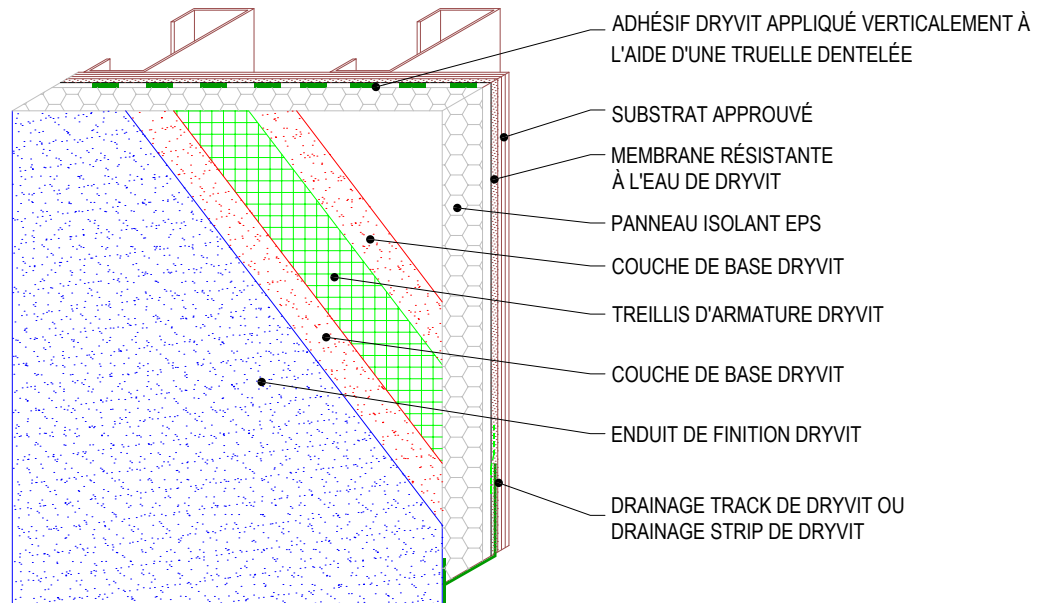 ADHÉSIF DRYVIT APPLIQUÉ VERTICALEMENT À
L'AIDE D'UNE TRUELLE DENTELÉE
SUBSTRAT APPROUVÉ
MEMBRANE RÉSISTANTE
À L'EAU DE DRYVIT
PANNEAU ISOLANT EPS
COUCHE DE BASE DRYVIT
TREILLIS D'ARMATURE DRYVIT
COUCHE DE BASE DRYVIT
ENDUIT DE FINITION DRYVIT
DRAINAGE TRACK DE DRYVIT OU
DRAINAGE STRIP DE DRYVIT